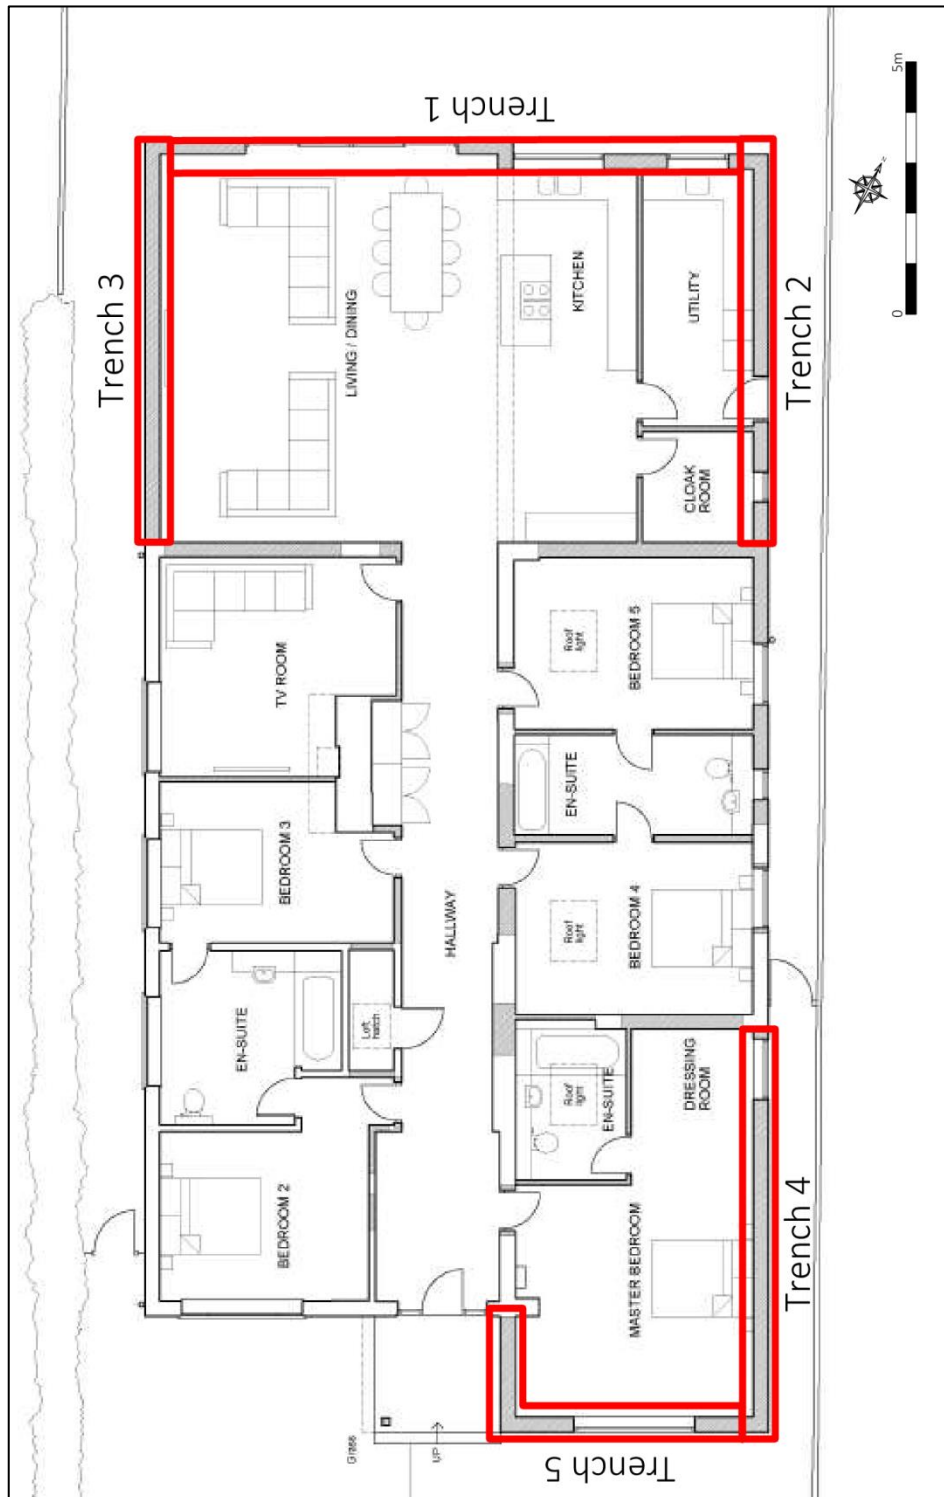 Trench 1
5m
0
Trench 3
Trench 2
LIVING / DINING
KITCHEN
UTILITY
CLOAK
ROOM
TV ROOM
Roof
light
BEDROOM 5
EN-SUITE
BEDROOM 3
HALLWAY
Roof
light
BEDROOM 4
EN-SUITE
Loft
hatch
Roof
light
EN-SUITE
DRESSING
ROOM
BEDROOM 2
MASTER BEDROOM
Trench 4
Grass
UP
Trench 5